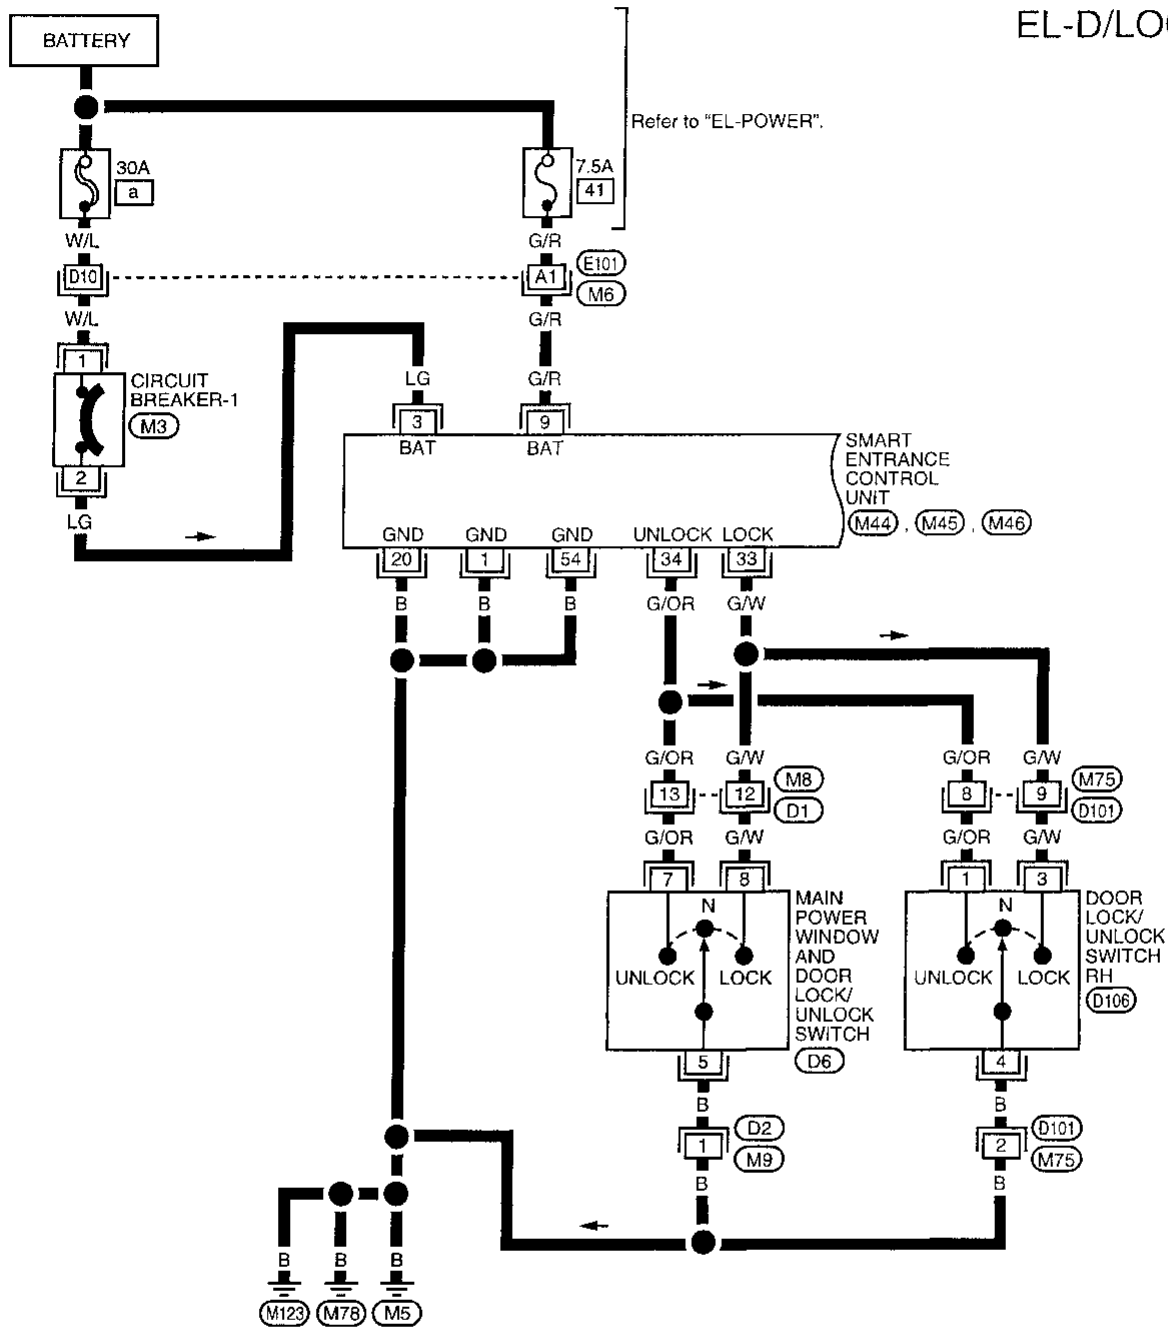 EL-D/LO
BATTERY
Refer to "EL-POWER".
30A
a
7.5A
41
W/L
G/R
D10
A1
E101
M6
W/L
G/R
1
CIRCUIT
BREAKER-1
M3
2
LG
LG
G/R
3
9
BAT
BAT
SMART
ENTRANCE
CONTROL
UNIT
M44 , M45 , M46
GND
GND
GND
UNLOCK
LOCK
20
1
54
34
33
B
B
B
G/OR
G/W
G/OR
G/W
G/OR
G/W
13
12
M8
D1
8
9
M75
D101
G/OR
G/W
G/OR
G/W
7
8
1
3
N
UNLOCK
LOCK
MAIN
POWER
WINDOW
AND
DOOR
LOCK/
UNLOCK
SWITCH
D6
N
UNLOCK
LOCK
DOOR
LOCK/
UNLOCK
SWITCH
RH
D106
5
4
B
B
1
D2
M9
2
D101
M75
B
B
B
B
B
M123
M78
M5